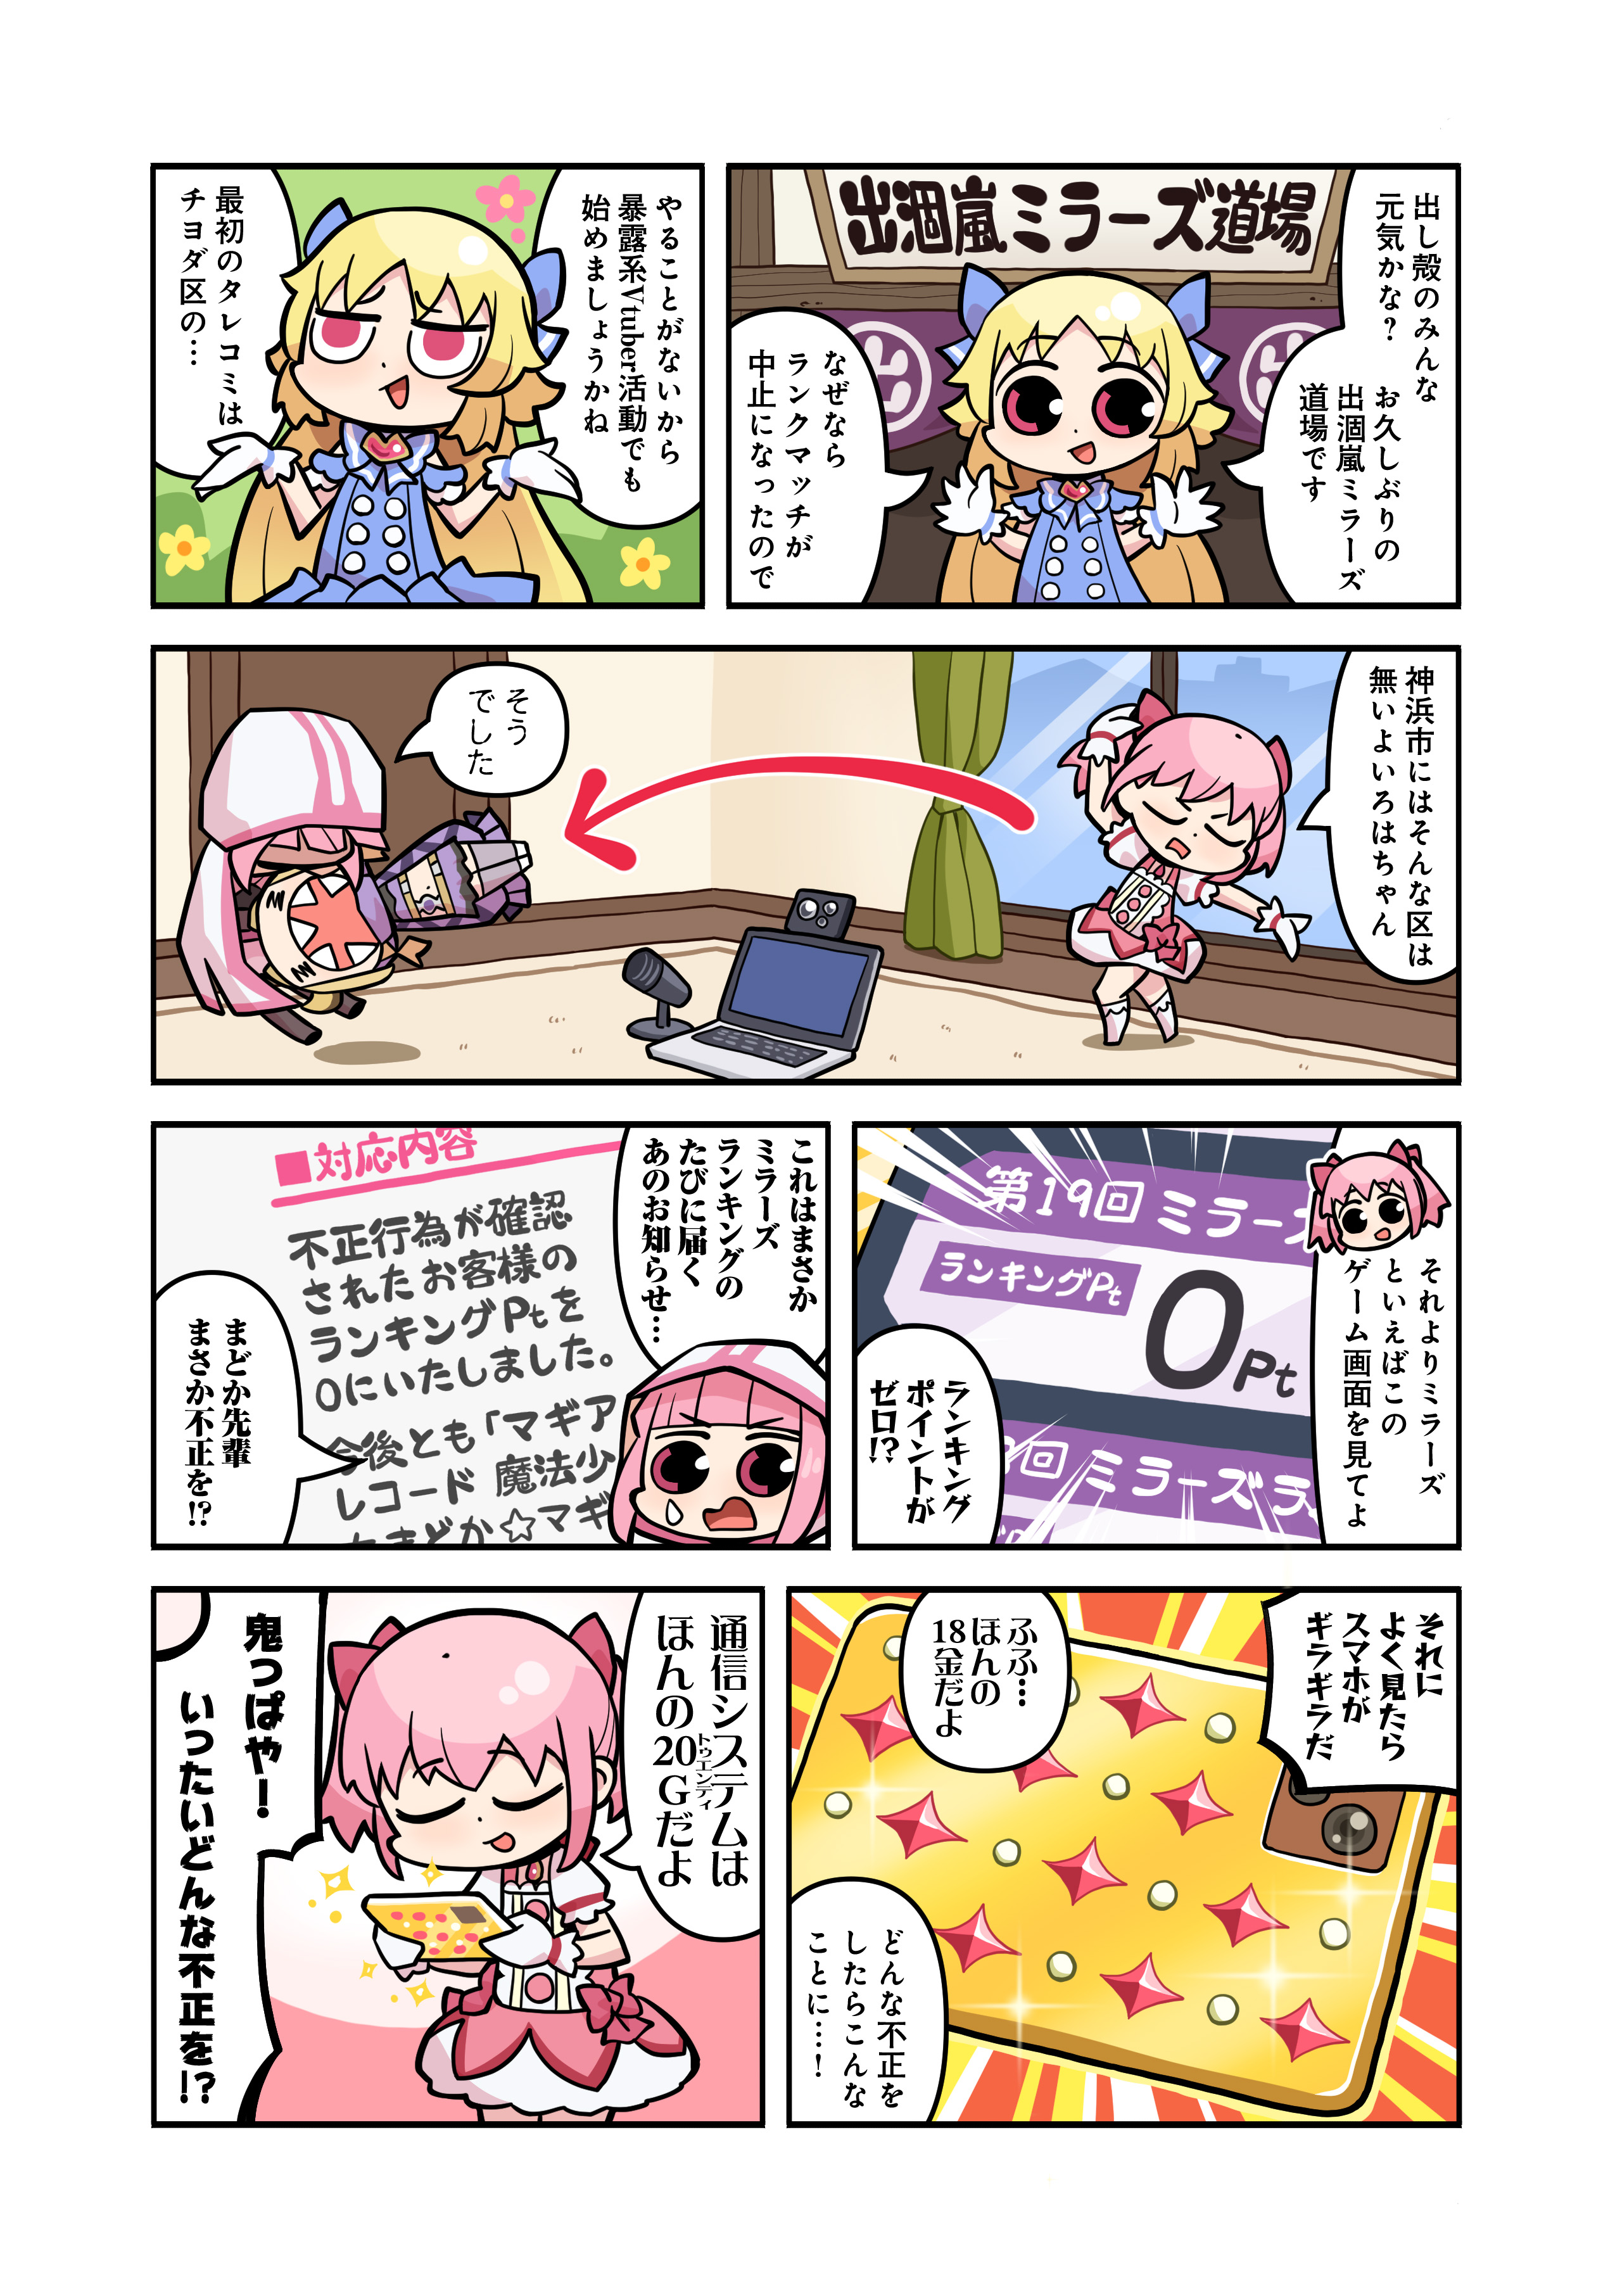 出涸嵐ミラーズ道場
出し殻のみんな
元気かな?
お久しぶりの
出涸嵐ミラーズ
道場です
なぜなら
ランクマッチが
中止になったので
やることがないから
暴露系Vtuber活動でも
始めましょうかね
最初のタレコミは
チヨダ区の…
神浜市にはそんな区は
無いよいろはちゃん
そう
でした
それよりミラーズ
といえばこの
ゲーム画面を見てよ
第19回 ミラーズ
ランキングPt
0Pt
9回 ミラーズラ
ランキング
ポイントが
ゼロ!?
これはまさか
ミラーズ
ランキングの
たびに届く
あのお知らせ…
■対応内容
不正行為が確認
されたお客様の
ランキングPtを
0にいたしました。
今後とも「マギア
レコード 魔法少
女まどか☆マギ
まどか先輩
まさか不正を!?
それに
よく見たら
スマホが
ギラギラだ
ふふ…
ほんの
18金だよ
どんな不正を
したらこんな
ことに…!
通信システムは
ほんの20Gだよ
トゥエンティ
鬼っぱや!
いったいどんな不正を!?